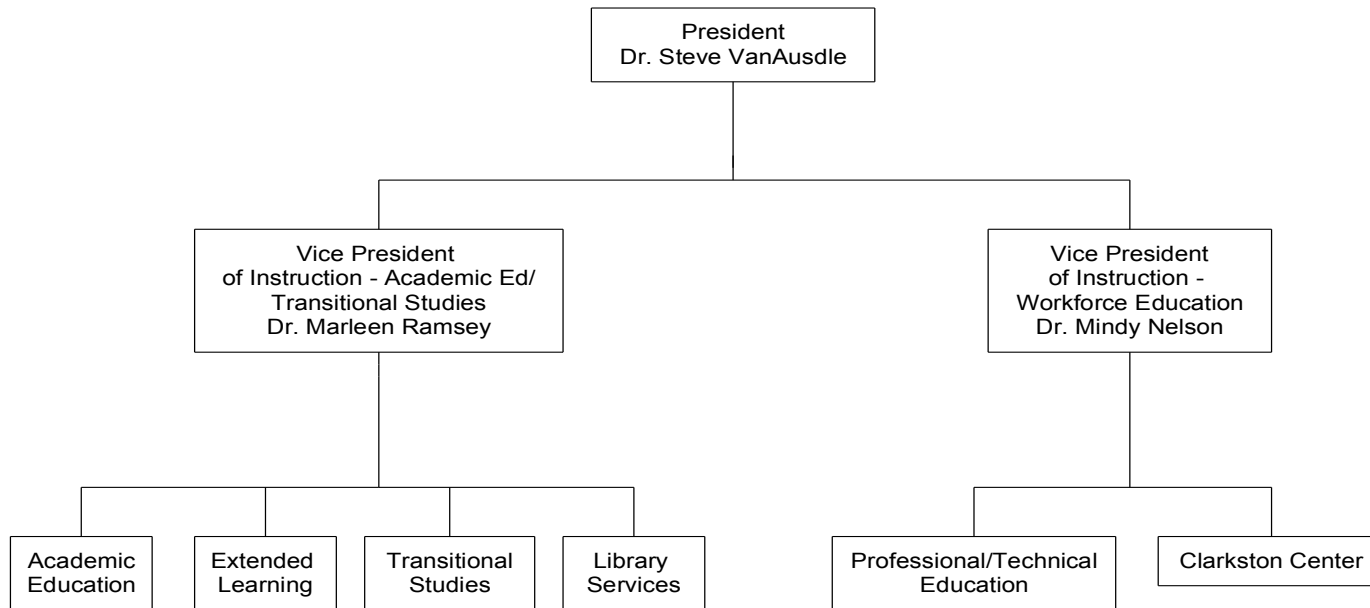 President
Dr. Steve VanAusdle
Vice President
of Instruction - Academic Ed/
Transitional Studies
Dr. Marleen Ramsey
Vice President
of Instruction -
Workforce Education
Dr. Mindy Nelson
Academic
Education
Extended
Learning
Transitional
Studies
Library
Services
Professional/Technical
Education
Clarkston Center